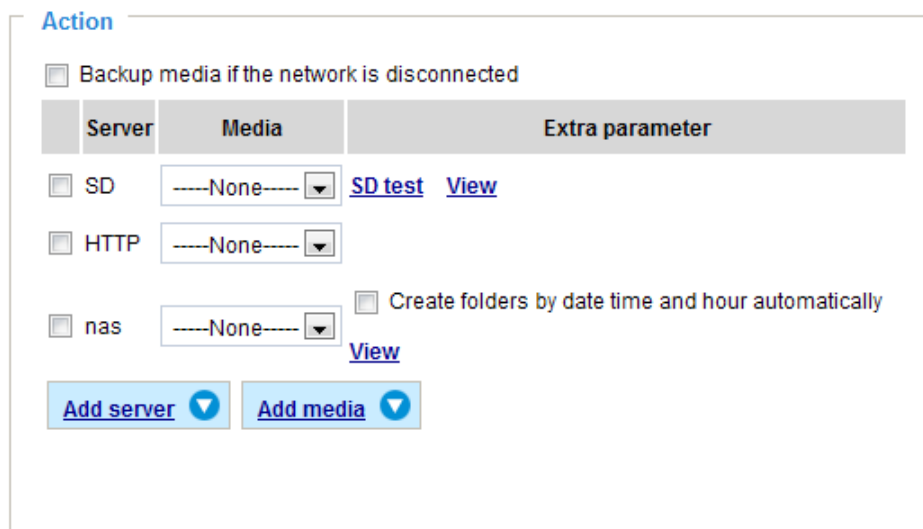 Action
Backup media if the network is disconnected
Server Media Extra parameter
SD -----None----- SD test View
HTTP -----None-----
Create folders by date time and hour automatically
nas -----None-----
View
Add server Add media